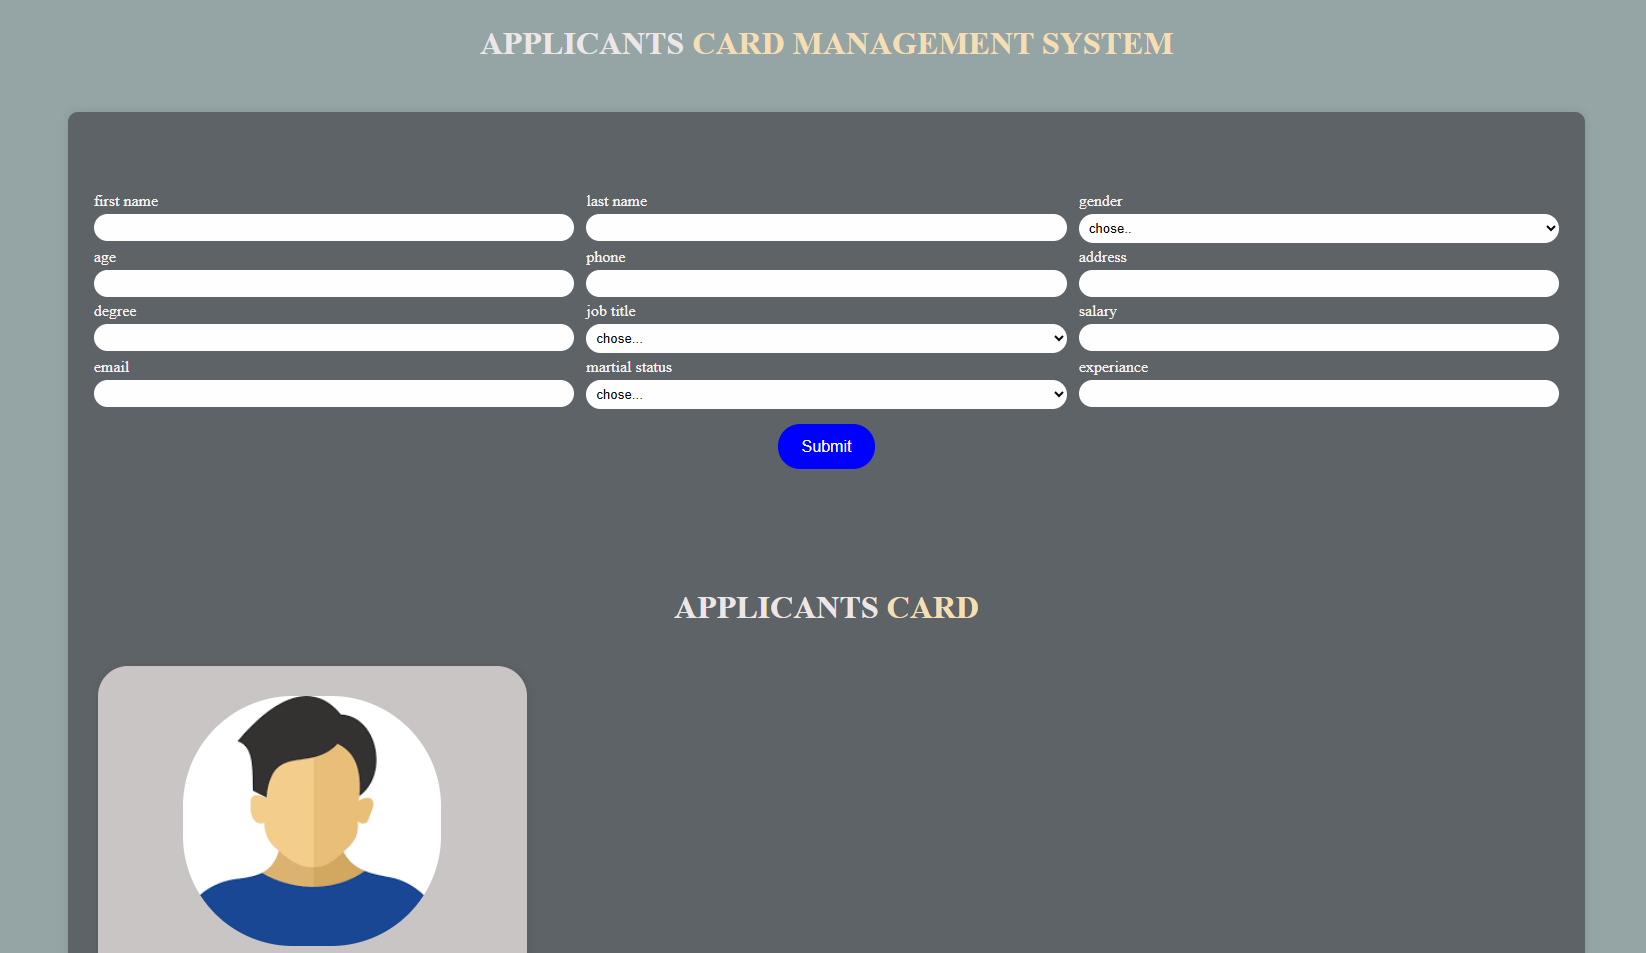 APPLICANTS CARD MANAGEMENT SYSTEM
first name last name gender
chose..
age phone address
degree job title salary
chose...
email martial status experiance
chose...
Submit
APPLICANTS CARD